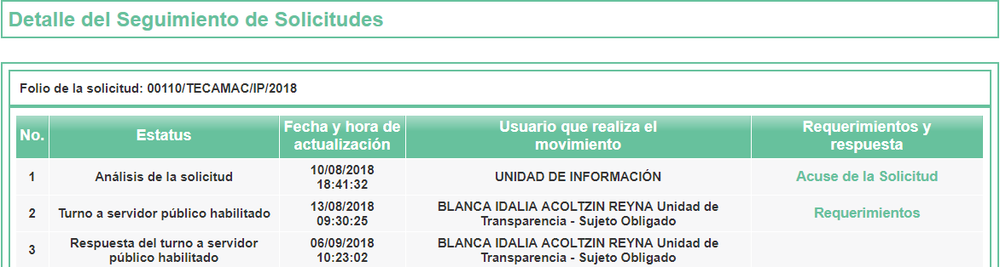 Detalle del Seguimiento de Solicitudes
Folio de la solicitud: 00110/TECAMAC/IP/2018
No. Estatus Fecha y hora de actualización Usuario que realiza el movimiento Requerimientos y respuesta
1 Análisis de la solicitud 10/08/2018 18:41:32 UNIDAD DE INFORMACIÓN Acuse de la Solicitud
2 Turno a servidor público habilitado 13/08/2018 09:30:25 BLANCA IDALIA ACOLTZIN REYNA Unidad de Transparencia - Sujeto Obligado Requerimientos
3 Respuesta del turno a servidor público habilitado 06/09/2018 10:23:02 BLANCA IDALIA ACOLTZIN REYNA Unidad de Transparencia - Sujeto Obligado